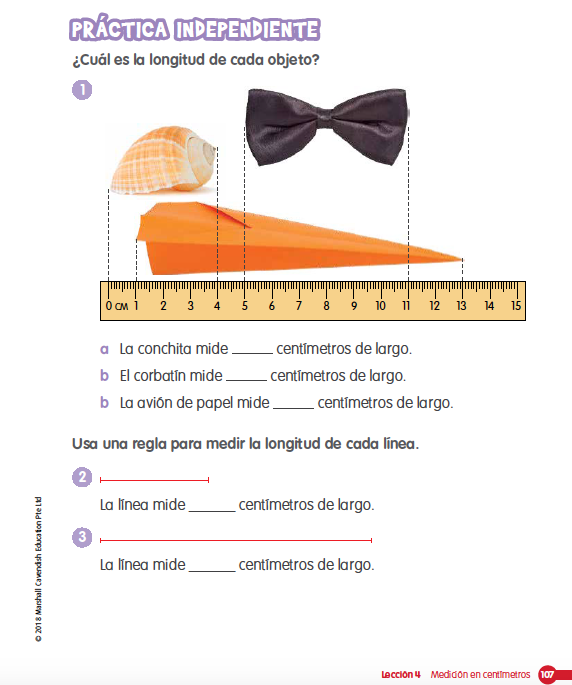 PRÁCTICA INDEPENDIENTE
¿Cuál es la longitud de cada objeto?
1
0 CM 1 2 3 4 5 6 7 8 9 10 11 12 13 14 15
a La conchita mide ______ centímetros de largo.
b El corbatín mide ______ centímetros de largo.
b La avión de papel mide ______ centímetros de largo.
Usa una regla para medir la longitud de cada línea.
2
La línea mide _______ centímetros de largo.
3
La línea mide _______ centímetros de largo.
© 2018 Marshall Cavendish Education Pte Ltd
Lección 4 Medición en centímetros 107